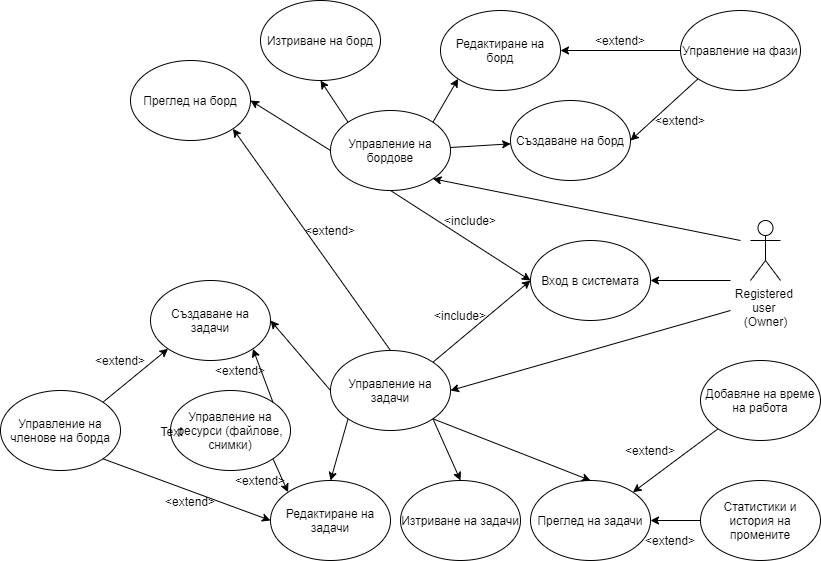 Изтриване на борд
Редактиране на
борд
<extend>
Управление на фази
Преглед на борд
Управление на
бордове
Създаване на борд
<extend>
<extend>
<include>
Вход в системата
Registered
user
(Owner)
Създаване на
задачи
<include>
<extend>
<extend>
Управление на
задачи
Добавяне на време
на работа
Управление на
членове на борда
Управление на
ресурси (файлове,
снимки)
Text
<extend>
<extend>
<extend>
Редактиране на
задачи
Изтриване на задачи
Преглед на задачи
Статистики и
история на
промените
<extend>